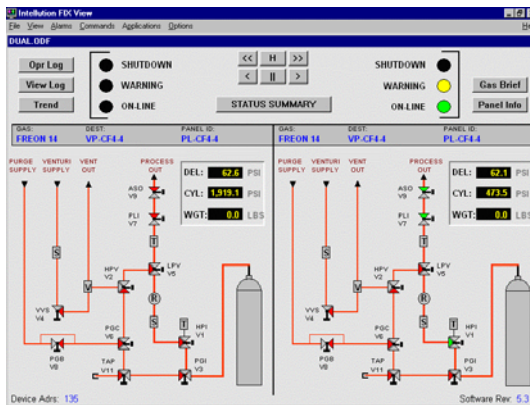 Intellution FIX View
File View Alarms Commands Applications Options He
DUAL.ODF
Opr Log
View Log
Trend
SHUTDOWN
WARNING
ON-LINE
<< H >>
< || >
STATUS SUMMARY
SHUTDOWN
WARNING
ON-LINE
Gas Brief
Panel Info
GAS: DEST: PANEL ID:
FREON 14 VP-CF4-4 PL-CF4-4
GAS: DEST: PANEL ID:
FREON 14 VP-CF4-4 PL-CF4-4
PURGE SUPPLY
VENTURI SUPPLY
VENT OUT
PROCESS OUT
DEL: 62.6 PSI
CYL: 1,919.1 PSI
WGT: 0.0 LBS
ASO V9
PLI V7
T
S
HPV V2
LPV V5
V
R
VVS V4
S
T
PGC V6
HPI V1
PGB V8
TAP V11
PGI V3
PURGE SUPPLY
VENTURI SUPPLY
VENT OUT
PROCESS OUT
DEL: 62.1 PSI
CYL: 473.5 PSI
WGT: 0.0 LBS
ASO V9
PLI V7
T
S
HPV V2
LPV V5
V
R
VVS V4
S
T
PGC V6
HPI V1
PGB V8
TAP V11
PGI V3
Device Adrs: 135
Software Rev: 5.3